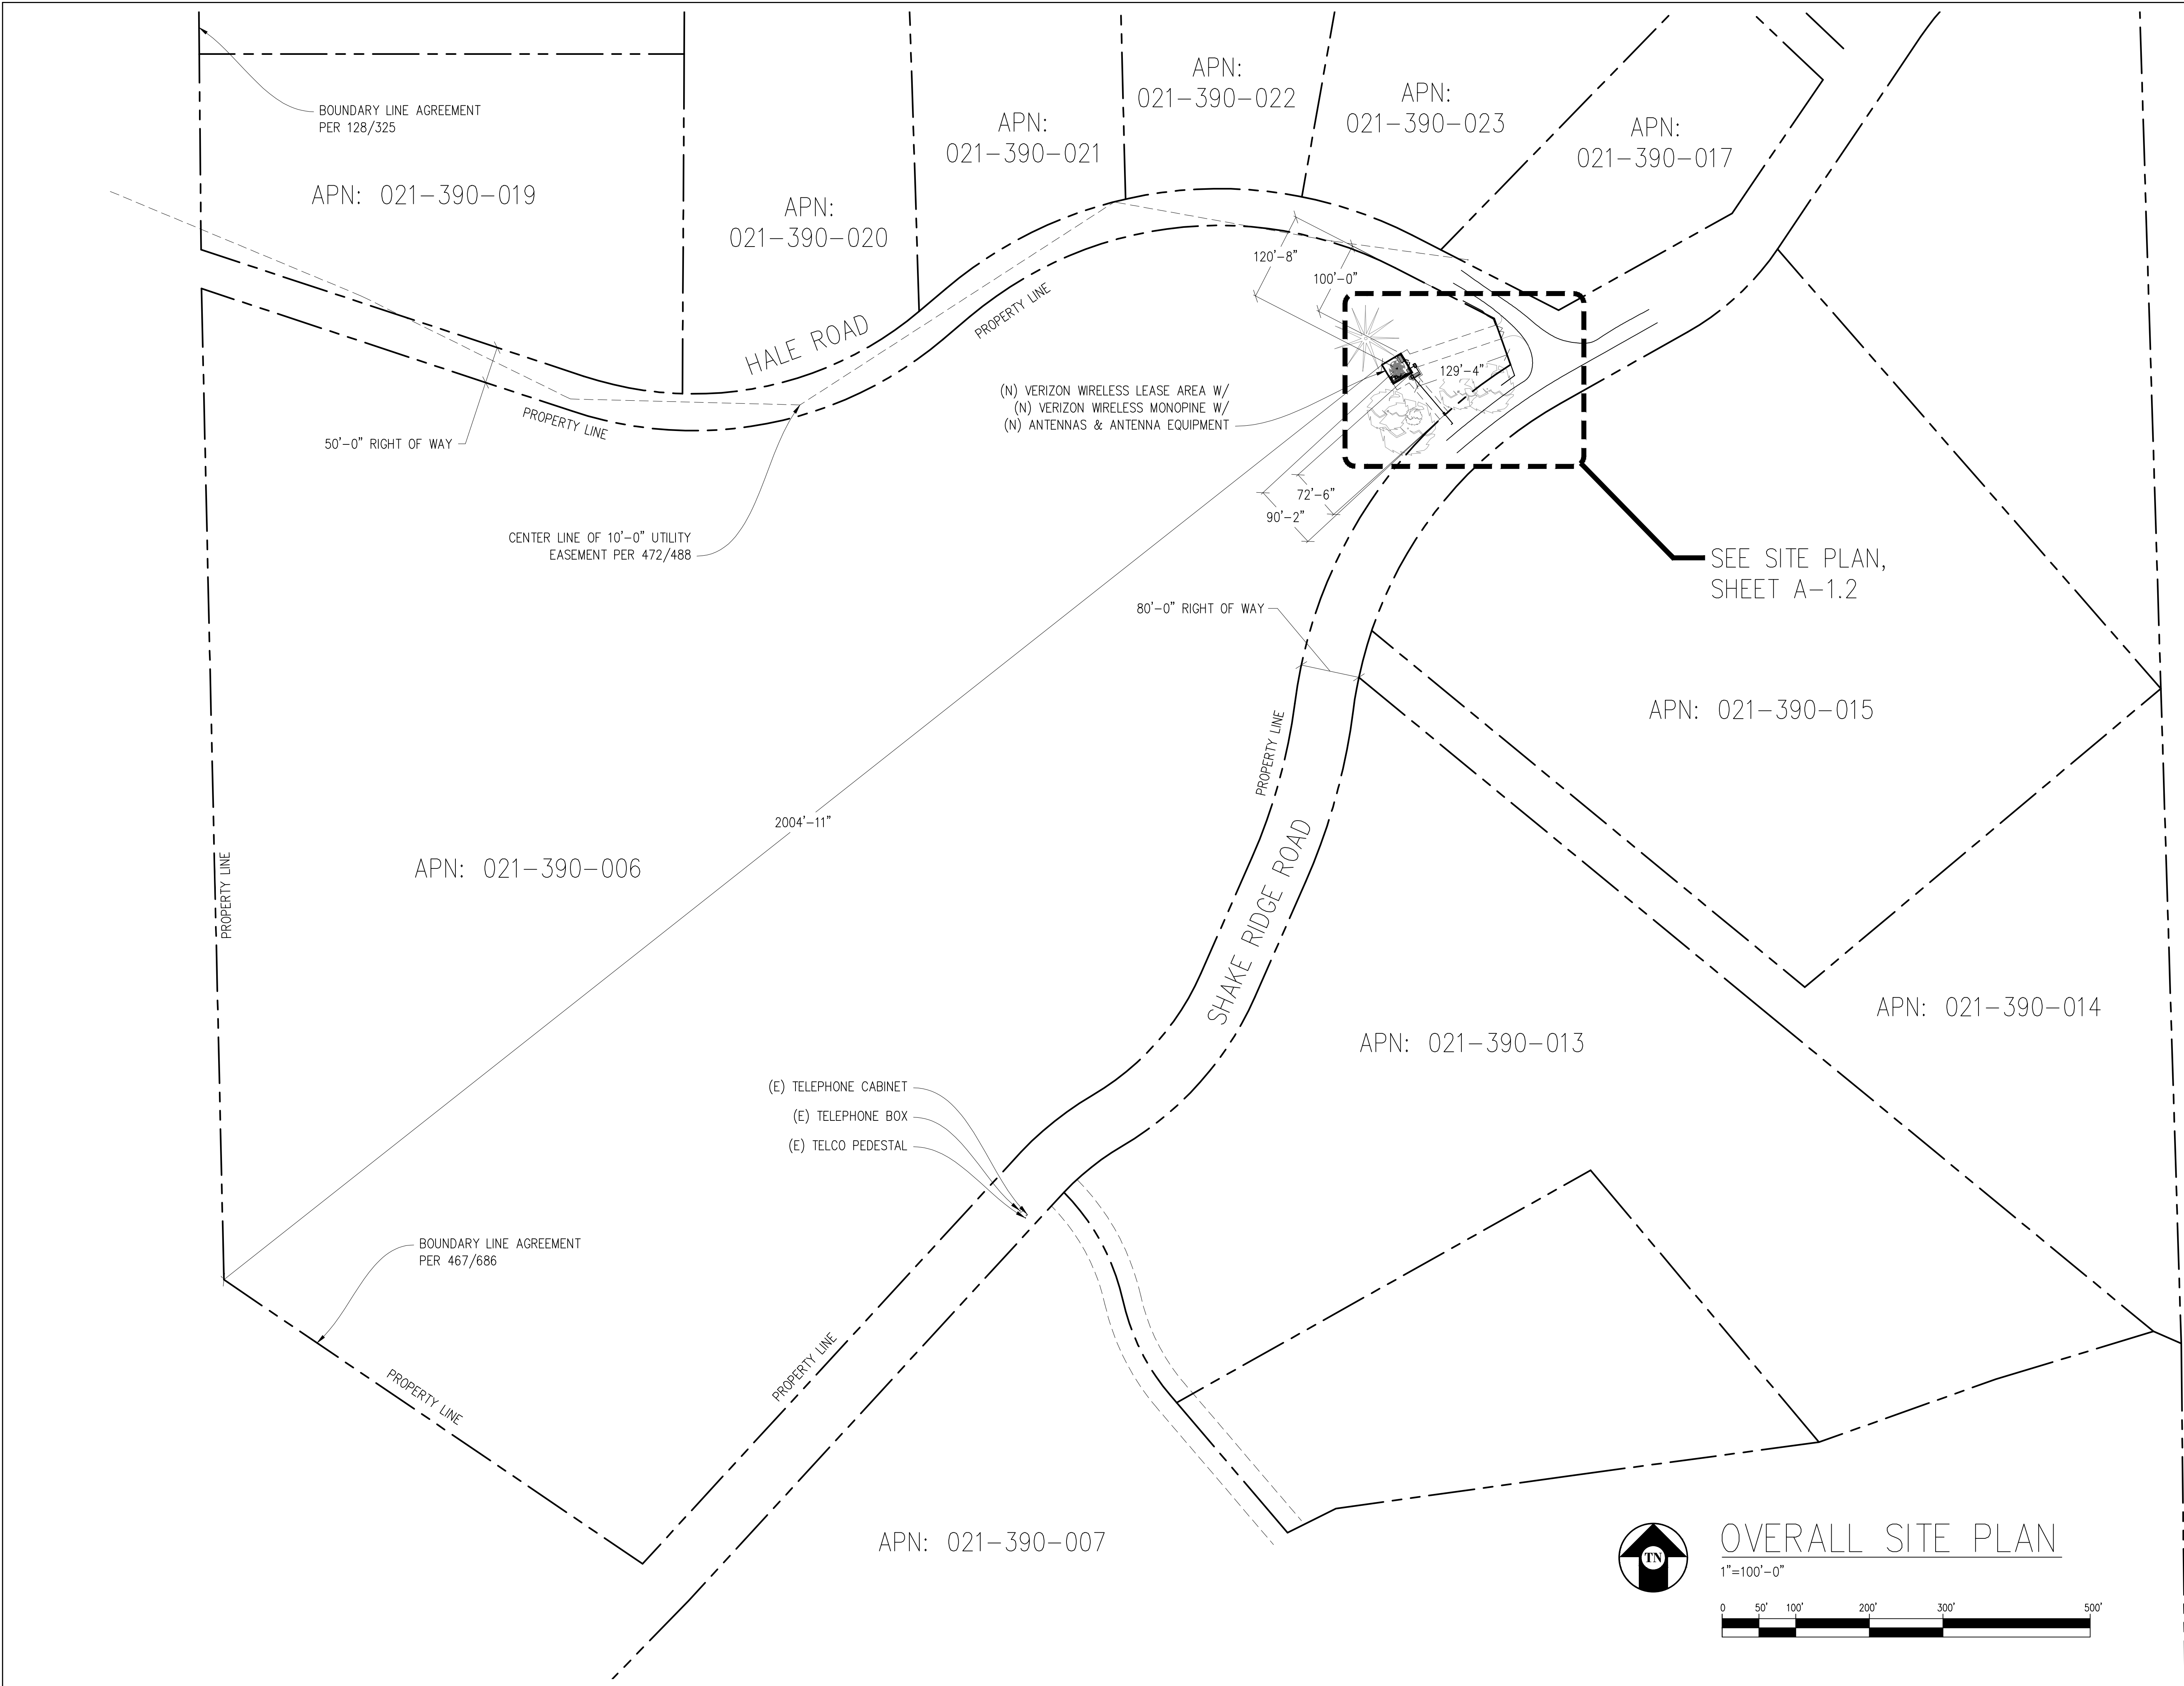 BOUNDARY LINE AGREEMENT
PER 128/325
APN: 021-390-019
APN:
021-390-020
APN:
021-390-021
APN:
021-390-022
APN:
021-390-023
APN:
021-390-017
HALE ROAD
PROPERTY LINE
120'-8"
100'-0"
129'-4"
(N) VERIZON WIRELESS LEASE AREA W/
(N) VERIZON WIRELESS MONOPINE W/
(N) ANTENNAS & ANTENNA EQUIPMENT
50'-0" RIGHT OF WAY
PROPERTY LINE
72'-6"
90'-2"
CENTER LINE OF 10'-0" UTILITY
EASEMENT PER 472/488
SEE SITE PLAN,
SHEET A-1.2
80'-0" RIGHT OF WAY
APN: 021-390-015
PROPERTY LINE
2004'-11"
APN: 021-390-006
PROPERTY LINE
SHAKE RIDGE ROAD
APN: 021-390-014
APN: 021-390-013
(E) TELEPHONE CABINET
(E) TELEPHONE BOX
(E) TELCO PEDESTAL
BOUNDARY LINE AGREEMENT
PER 467/686
PROPERTY LINE
PROPERTY LINE
APN: 021-390-007
TN
OVERALL SITE PLAN
1"=100'-0"
0 50' 100' 200' 300' 500'